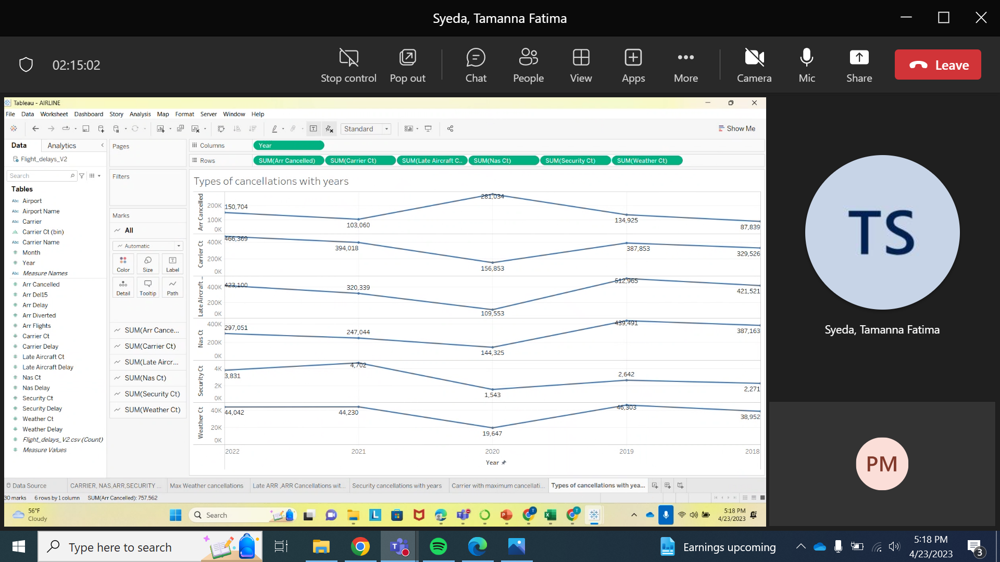 Syeda, Tamanna Fatima
02:15:02
Stop control
Pop out
Chat
People
View
Apps
More
Camera
Mic
Share
Leave
Tableau - AIRLINE
File Data Worksheet Dashboard Story Analysis Map Format Server Window Help
Standard
Show Me
Data
Analytics
Flight_delays_V2
Search
Tables
Abc Airport
Abc Airport Name
Abc Carrier
Carrier Ct (bin)
Abc Carrier Name
# Month
# Year
Abc Measure Names
# Arr Cancelled
# Arr Del15
# Arr Delay
# Arr Diverted
# Arr Flights
# Carrier Ct
# Carrier Delay
# Late Aircraft Ct
# Late Aircraft Delay
# Nas Ct
# Nas Delay
# Security Ct
# Security Delay
# Weather Ct
# Weather Delay
# Flight_delays_V2.csv (Count)
# Measure Values
Pages
Filters
Marks
All
Automatic
Color Size Label
Detail Tooltip Path
SUM(Arr Cance...
SUM(Carrier Ct)
SUM(Late Aircr...
SUM(Nas Ct)
SUM(Security Ct)
SUM(Weather Ct)
Columns
Year
Rows
SUM(Arr Cancelled) SUM(Carrier Ct) SUM(Late Aircraft C.. SUM(Nas Ct) SUM(Security Ct) SUM(Weather Ct)
Types of cancellations with years
Arr Cancelled
200K
100K
0K
150,704
103,060
281,034
134,925
87,839
Carrier Ct
400K
200K
0K
466,369
394,018
156,853
387,853
329,526
Late Aircraft ..
400K
200K
0K
423,100
320,339
109,553
512,965
421,521
Nas Ct
400K
200K
0K
297,051
247,044
144,325
439,491
387,163
Security Ct
4K
2K
0K
3,831
4,702
1,543
2,642
2,271
Weather Ct
40K
20K
0K
44,042
44,230
19,647
46,303
38,952
2022 2021 2020 2019 2018
Year
Data Source
CARRIER, NAS,ARR,SECURITY ...
Max Weather cancellations
Late ARR ,ARR Cancellations wit...
Security cancellations with years
Carrier with maximum cancellati...
Types of cancellations with yea...
30 marks 6 rows by 1 column SUM(Arr Cancelled): 757,562
56°F
Cloudy
Search
5:18 PM
4/23/2023
TS
Syeda, Tamanna Fatima
PM
Type here to search
Earnings upcoming
5:18 PM
4/23/2023
3